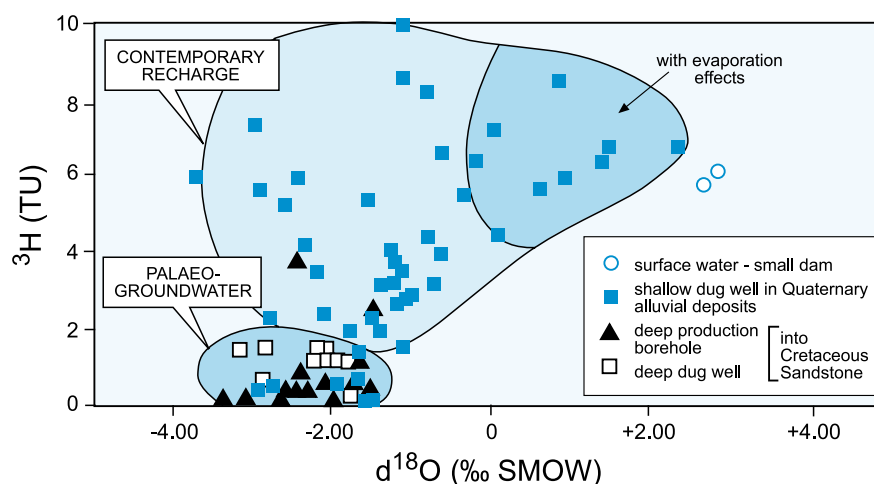 10
8
6
4
2
0
³H (TU)
CONTEMPORARY
RECHARGE
with evaporation
effects
PALAEO-
GROUNDWATER
surface water - small dam
shallow dug well in Quaternary
alluvial deposits
deep production
borehole
deep dug well
into
Cretaceous
Sandstone
-4.00 -2.00 0 +2.00 +4.00
d¹⁸O (‰ SMOW)